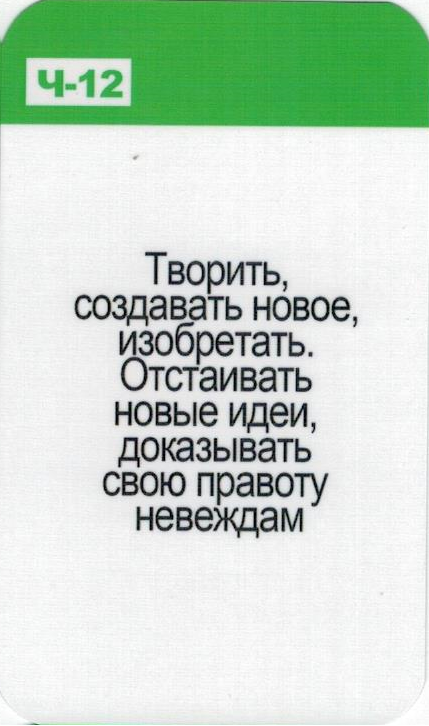 Ч-12
Творить,
создавать новое,
изобретать.
Отстаивать
новые идеи,
доказывать
свою правоту
невеждам